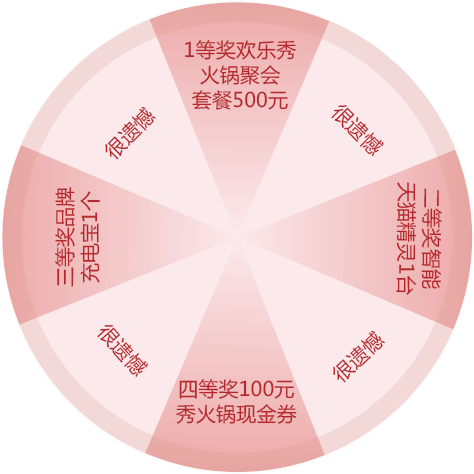 1等奖欢乐秀
火锅聚会
套餐500元
很遗憾
二等奖智能
天猫精灵1台
很遗憾
四等奖100元
秀火锅现金券
很遗憾
三等奖品牌
充电宝1个
很遗憾